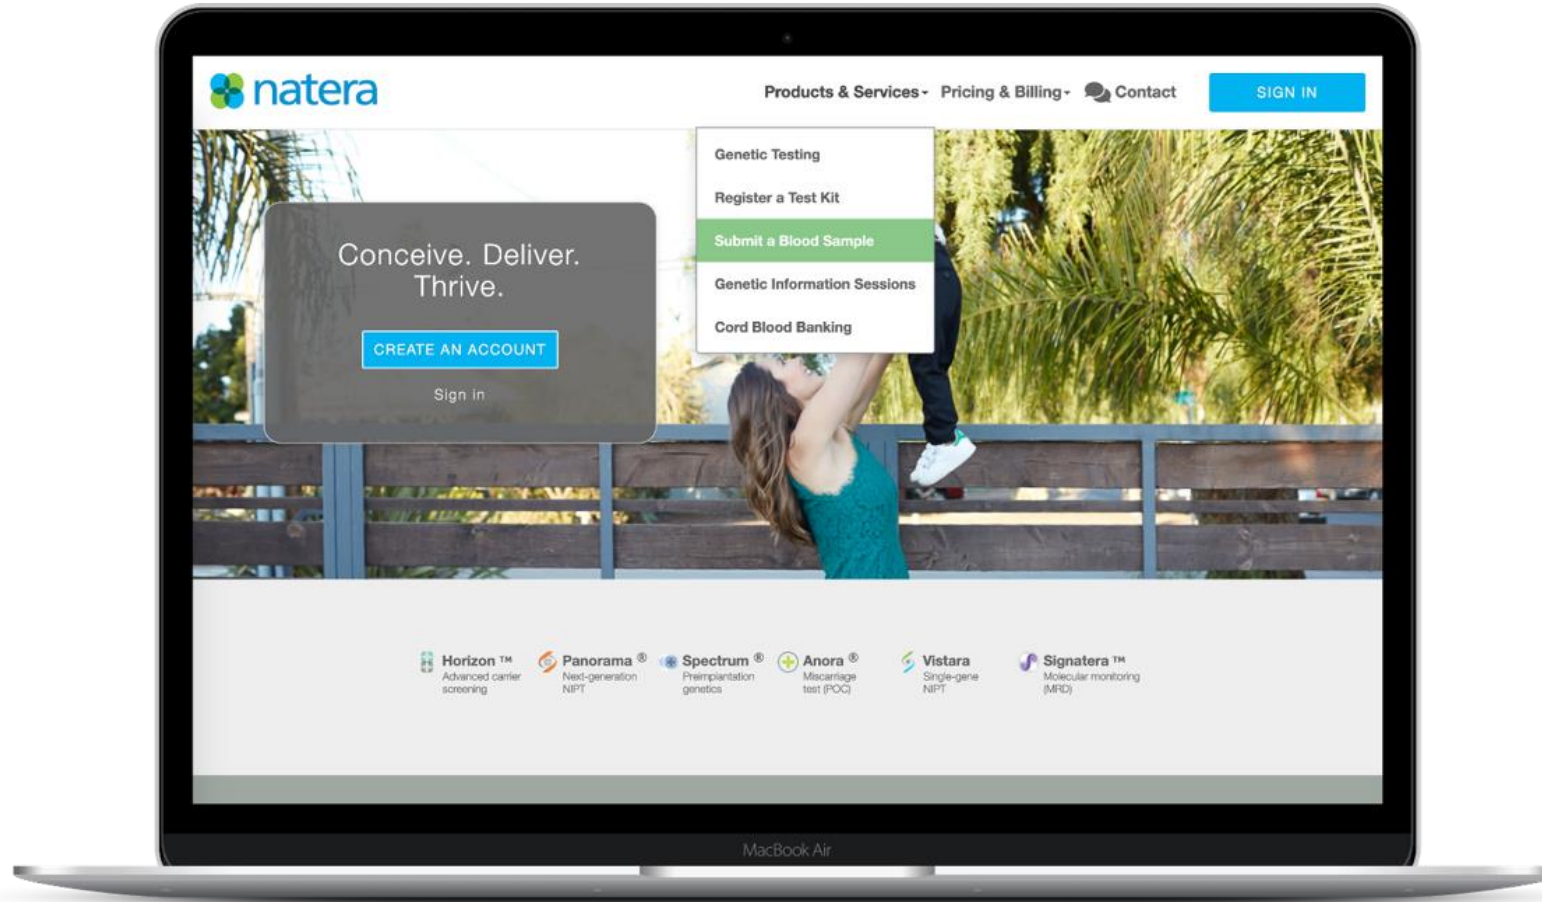 natera
Products & Services
Pricing & Billing
Contact
SIGN IN
Genetic Testing
Register a Test Kit
Submit a Blood Sample
Genetic Information Sessions
Cord Blood Banking
Conceive. Deliver.
Thrive.
CREATE AN ACCOUNT
Sign in
Horizon ™
Advanced carrier
screening
Panorama ®
Next-generation
NIPT
Spectrum ®
Preimplantation
genetics
Anora ®
Miscarriage
test (POC)
Vistara
Single-gene
NIPT
Signatera ™
Molecular monitoring
(MRD)
MacBook Air